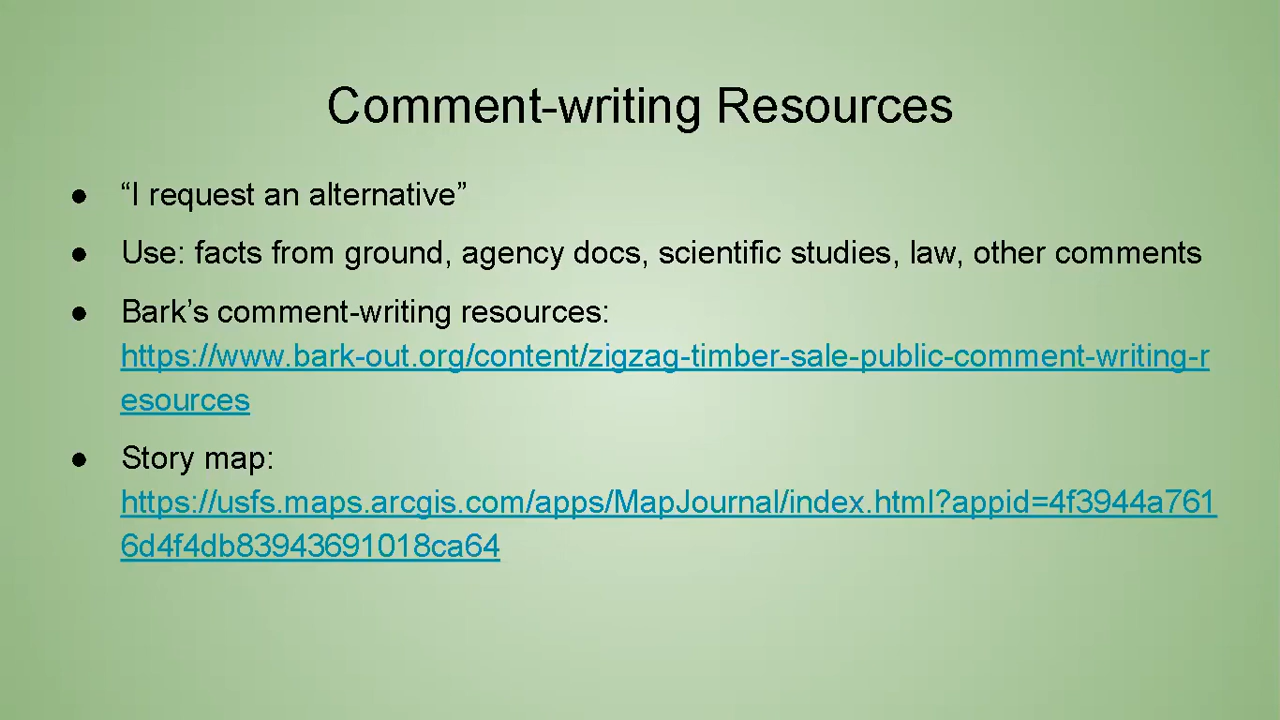 Comment-writing Resources
● “I request an alternative”
● Use: facts from ground, agency docs, scientific studies, law, other comments
● Bark’s comment-writing resources:
https://www.bark-out.org/content/zigzag-timber-sale-public-comment-writing-r
esources
● Story map:
https://usfs.maps.arcgis.com/apps/MapJournal/index.html?appid=4f3944a761
6d4f4db83943691018ca64